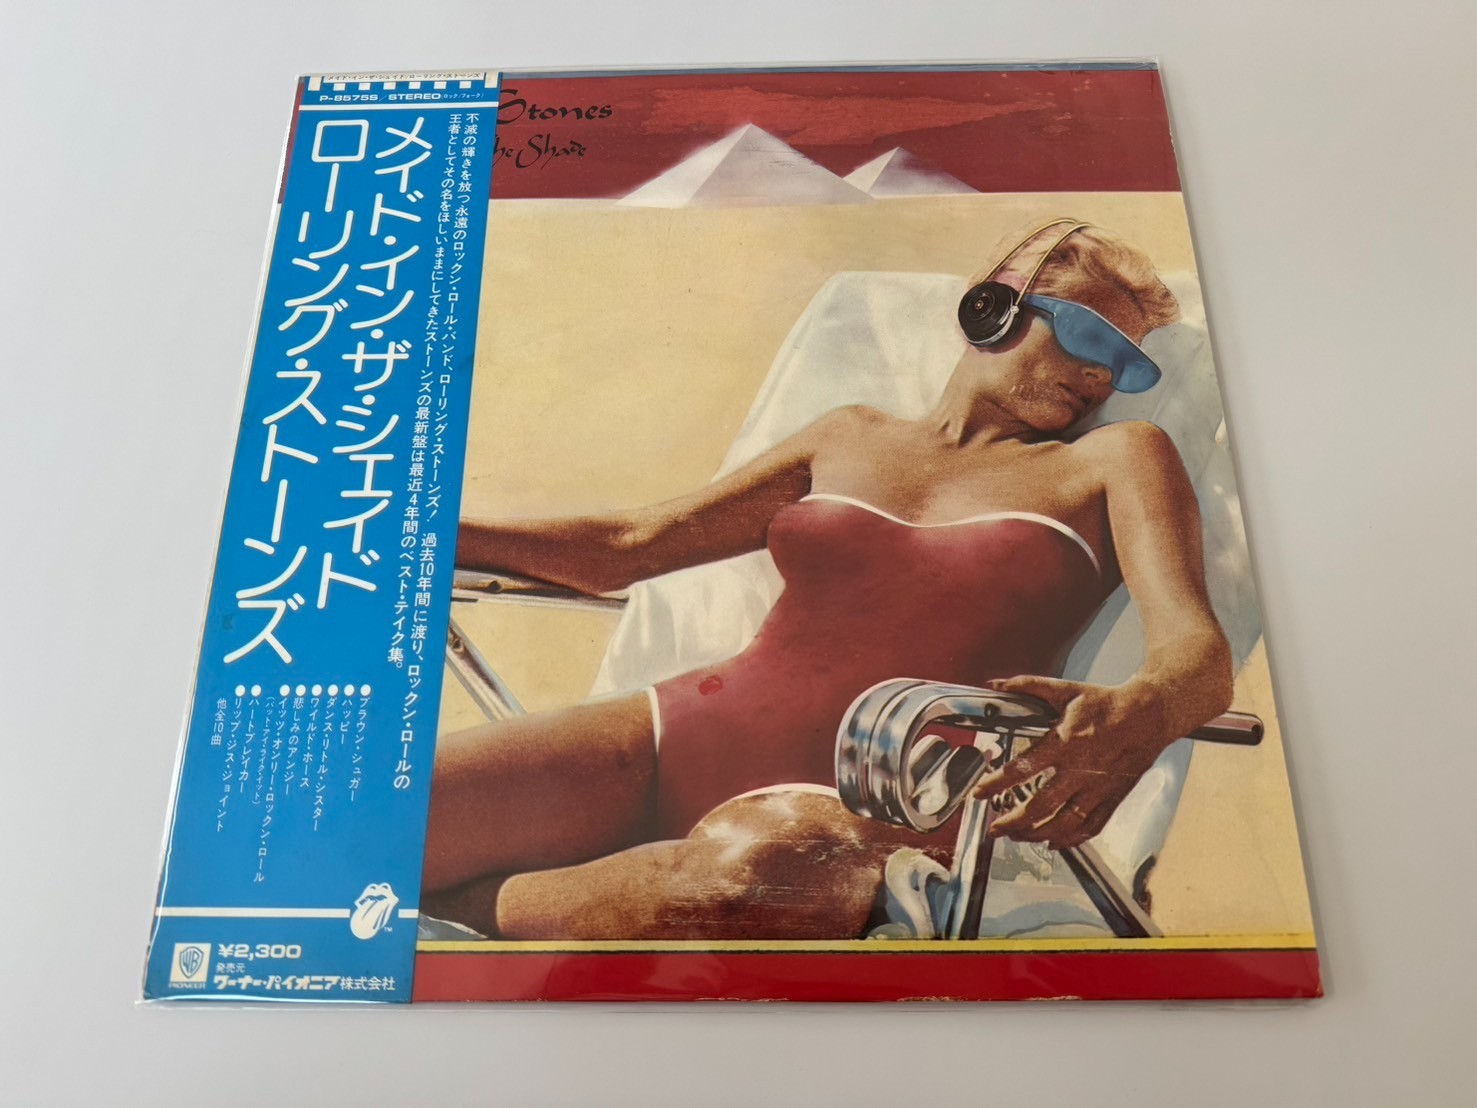 メイド・イン・ザ・シェイド/ローリング・ストーンズ
P-8575S/STEREO(ロック/フォーク)
Stones
The Shade
不滅の輝きを放つ永遠のロックン・ロール・バンド、ローリング・ストーンズ! 過去10年間に渡り、ロックン・ロールの
王者としてその名をほしいままにしてきたストーンズの最新盤は最近4年間のベスト・テイク集。
メイド・イン・ザ・シェイド
ローリング・ストーンズ
●ブラウン・シュガー
●ハッピー
●ダンス・リトル・シスター
●ワイルド・ホース
●悲しみのアンジー
●イッツ・オンリー・ロックン・ロール
(バット・アイ・ライク・イット)
●ハートブレイカー
●リップ・ジス・ジョイント
他全10曲
TM
WB
PIONEER
¥2,300
発売元
ワーナー・パイオニア株式会社